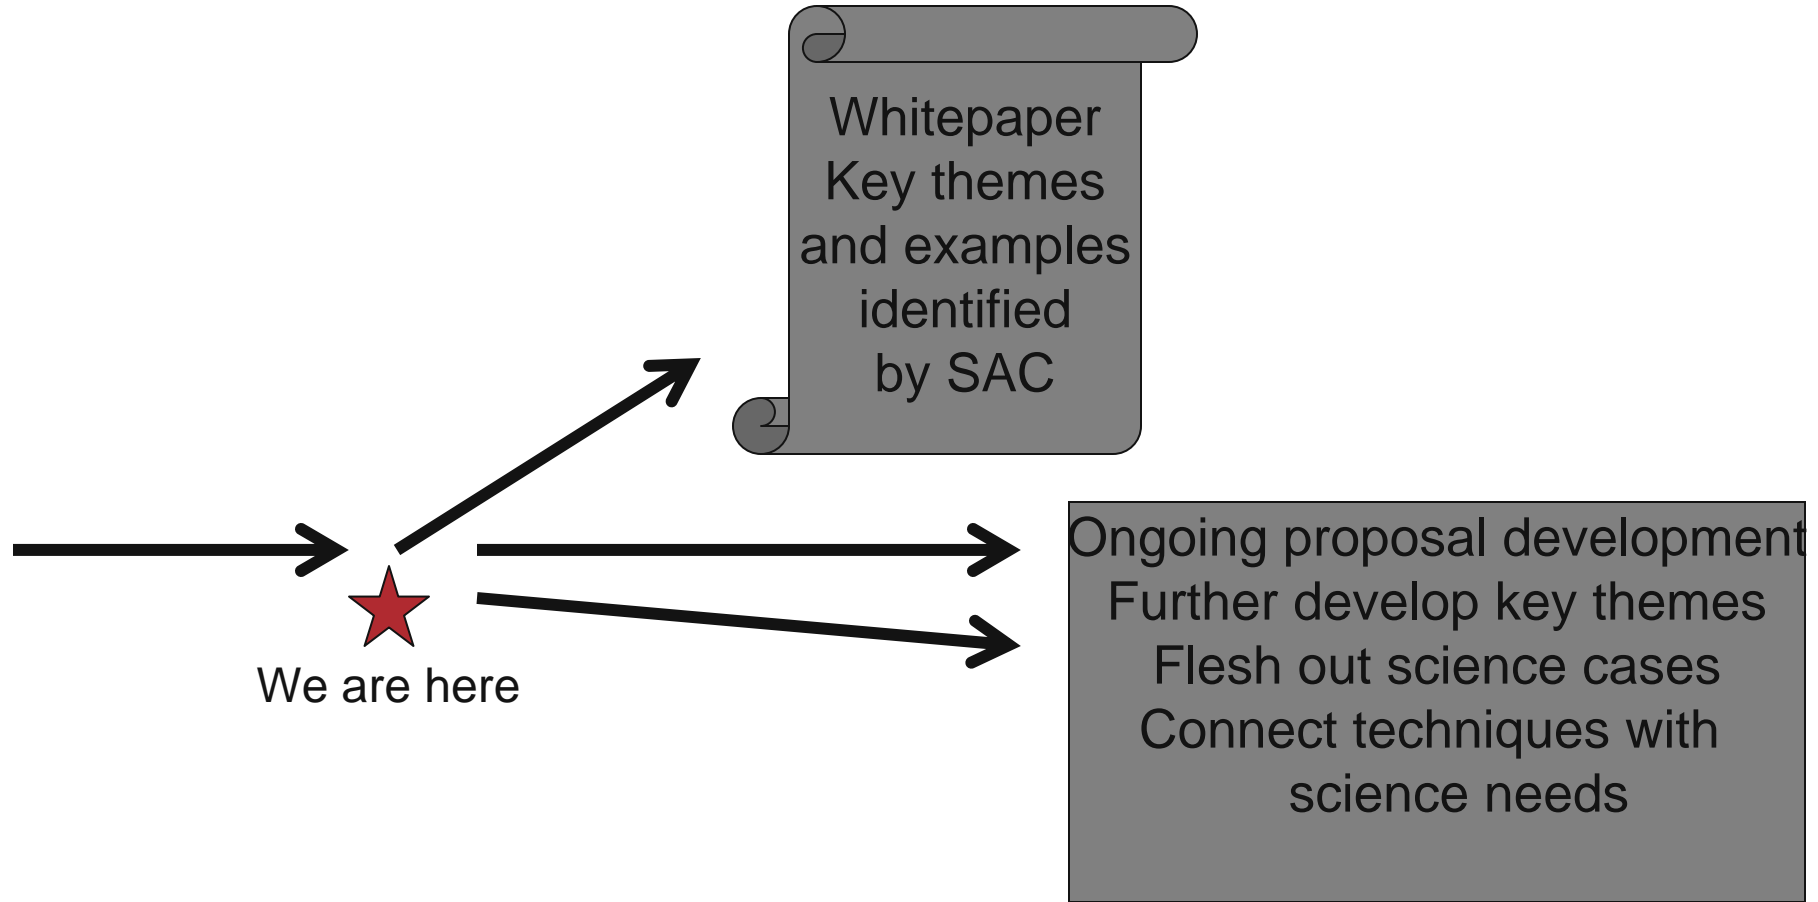 Whitepaper
Key themes
and examples
identified
by SAC
We are here
Ongoing proposal development
Further develop key themes
Flesh out science cases
Connect techniques with
science needs